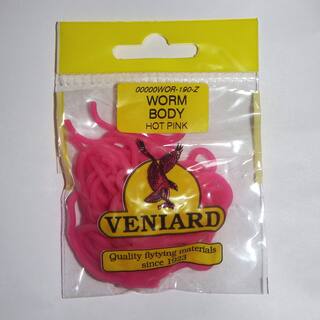 00000WOR-190-Z
WORM
BODY
HOT PINK
VENIARD
Quality flytying materials
since 1923